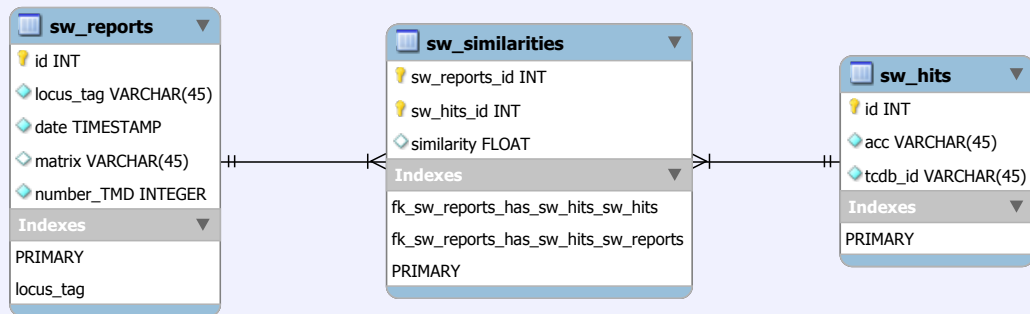 sw_reports
id INT
locus_tag VARCHAR(45)
date TIMESTAMP
matrix VARCHAR(45)
number_TMD INTEGER
Indexes
PRIMARY
locus_tag
sw_similarities
sw_reports_id INT
sw_hits_id INT
similarity FLOAT
Indexes
fk_sw_reports_has_sw_hits_sw_hits
fk_sw_reports_has_sw_hits_sw_reports
PRIMARY
sw_hits
id INT
acc VARCHAR(45)
tcdb_id VARCHAR(45)
Indexes
PRIMARY